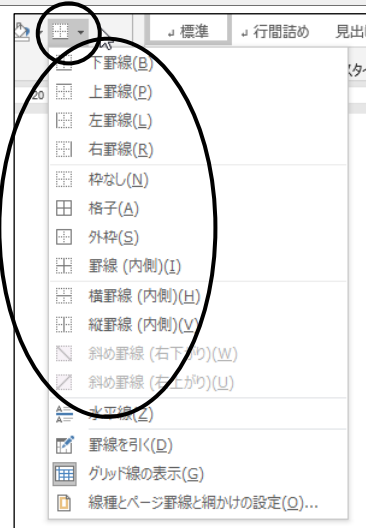 標準 行間詰め 見出
スタイ
20
下罫線(B)
上罫線(P)
左罫線(L)
右罫線(R)
枠なし(N)
格子(A)
外枠(S)
罫線 (内側)(I)
横罫線 (内側)(H)
縦罫線 (内側)(V)
斜め罫線 (右下がり)(W)
斜め罫線 (右上がり)(U)
水平線(Z)
罫線を引く(D)
グリッド線の表示(G)
線種とページ罫線と網かけの設定(O)...